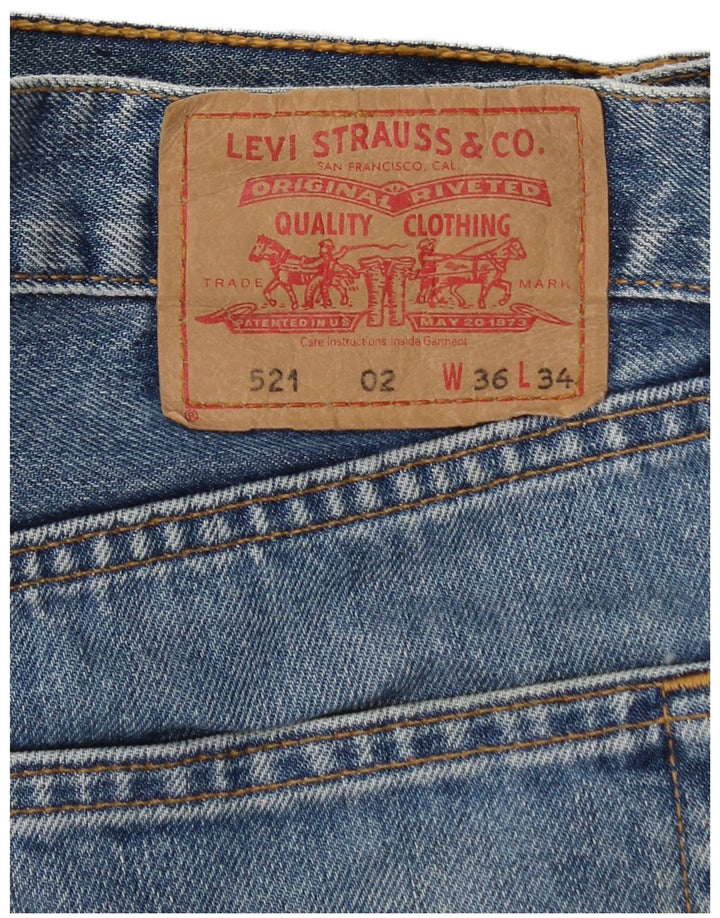 LEVI STRAUSS & CO.
SAN FRANCISCO, CAL.
ORIGINAL RIVETED
QUALITY CLOTHING
TRADE MARK
PATENTED IN U.S. MAY 20 1873
Care Instructions Inside Garment
521 02 W 36 L 34
®